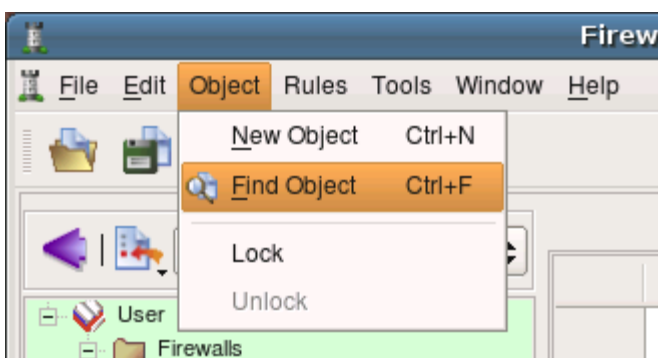 Firew
File Edit Object Rules Tools Window Help
New Object Ctrl+N
Find Object Ctrl+F
Lock
Unlock
User
Firewalls